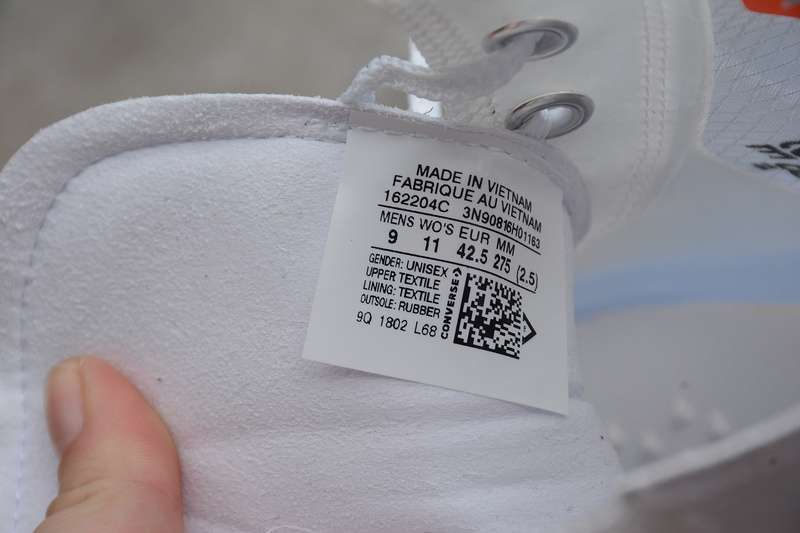 MADE IN VIETNAM
FABRIQUE AU VIETNAM
162204C 3N90816H01163
MENS WO'S EUR MM
9 11 42.5 275 (2.5)
GENDER: UNISEX
UPPER TEXTILE
LINING: TEXTILE
OUTSOLE: RUBBER
9Q 1802 L68
CONVERSE